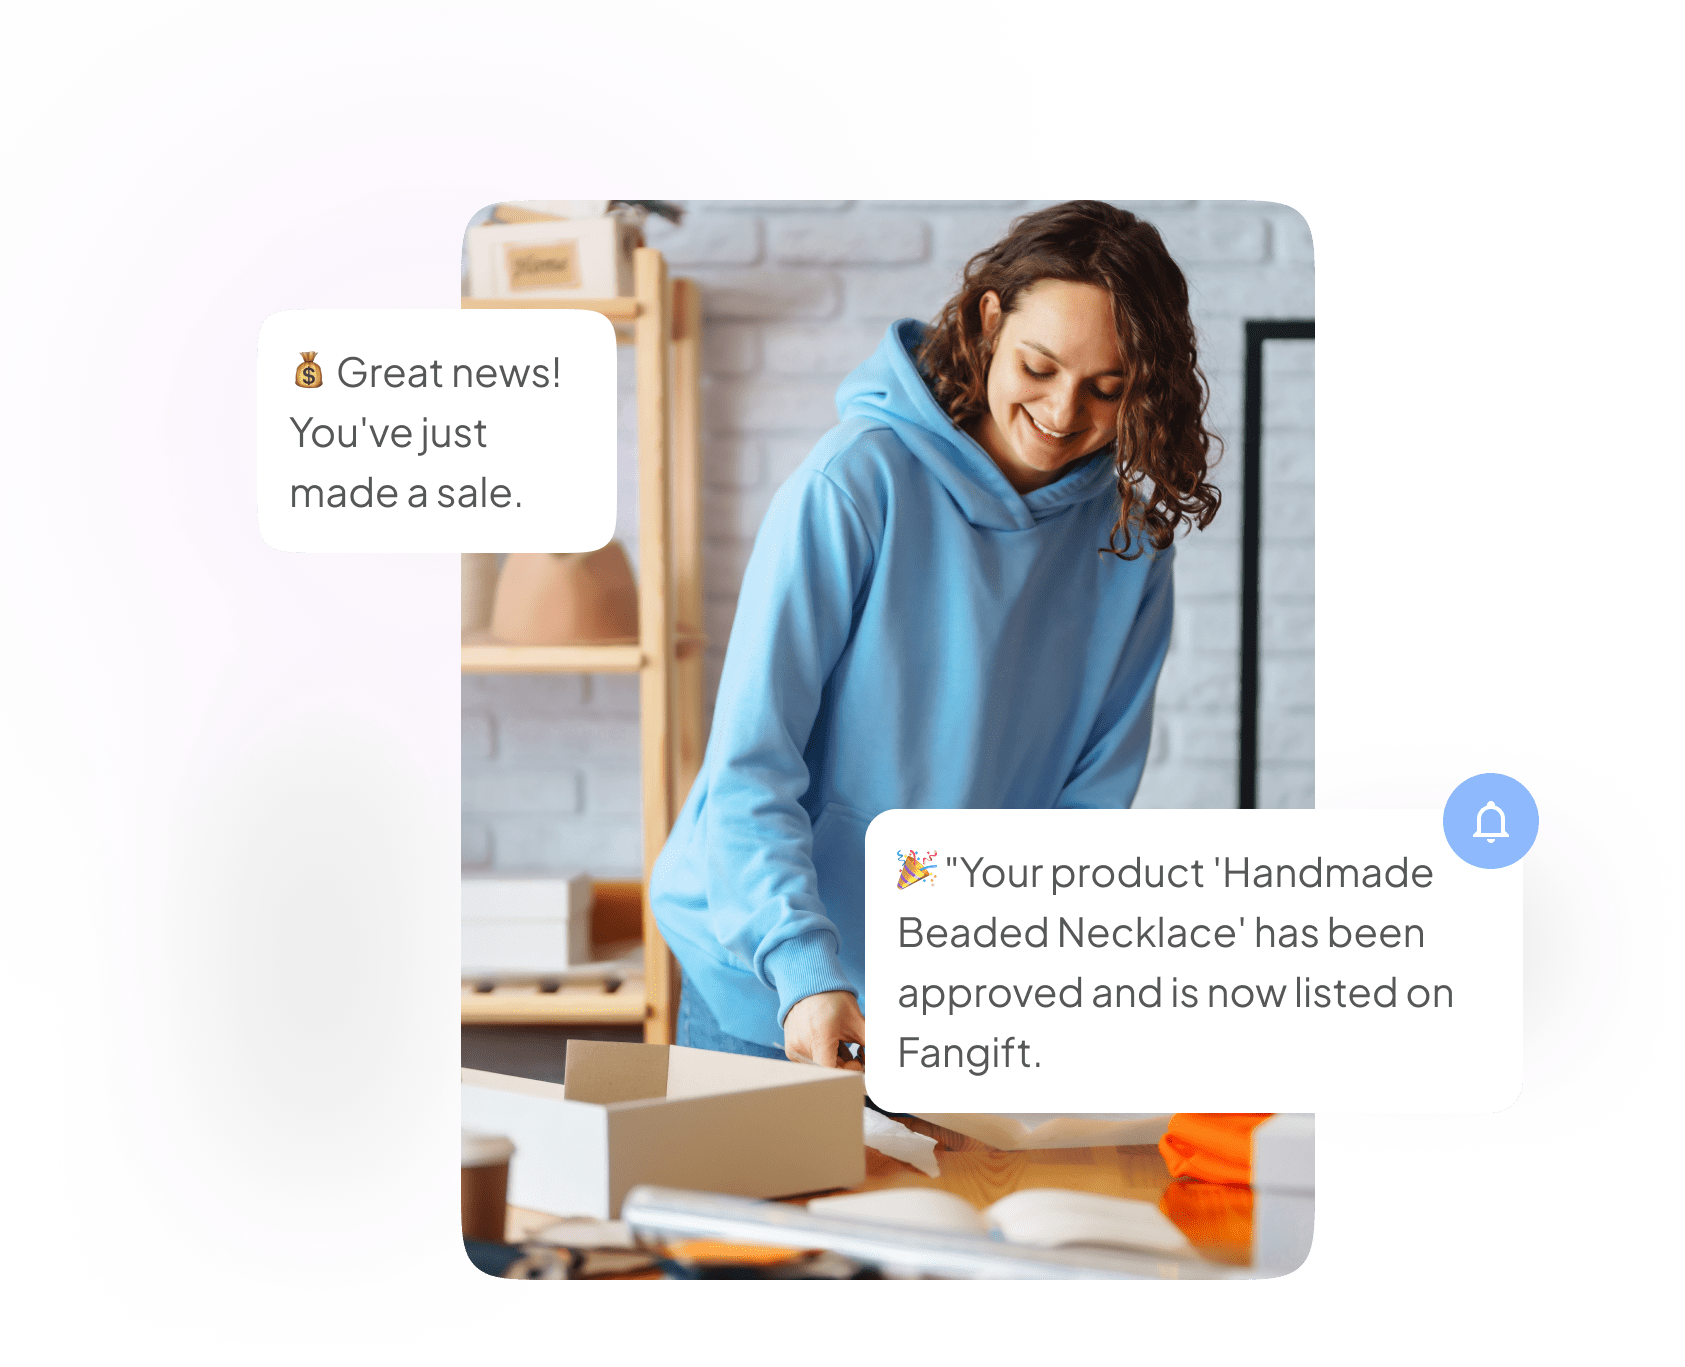 Home
💰 Great news!
You've just
made a sale.
🎉 "Your product 'Handmade
Beaded Necklace' has been
approved and is now listed on
Fangift.